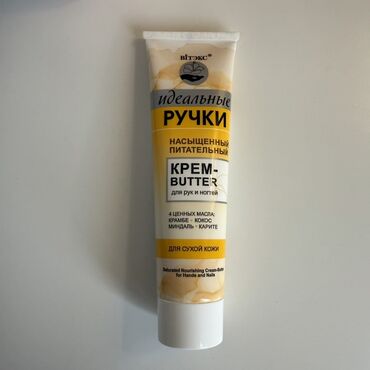 вiтэкс®
идеальные
РУЧКИ
НАСЫЩЕННЫЙ
ПИТАТЕЛЬНЫЙ
КРЕМ-
BUTTER
для рук и ногтей
4 ЦЕННЫХ МАСЛА:
КРАМБЕ · КОКОС
МИНДАЛЬ · КАРИТЕ
ДЛЯ СУХОЙ КОЖИ
Saturated Nourishing Cream-Butter
for Hands and Nails